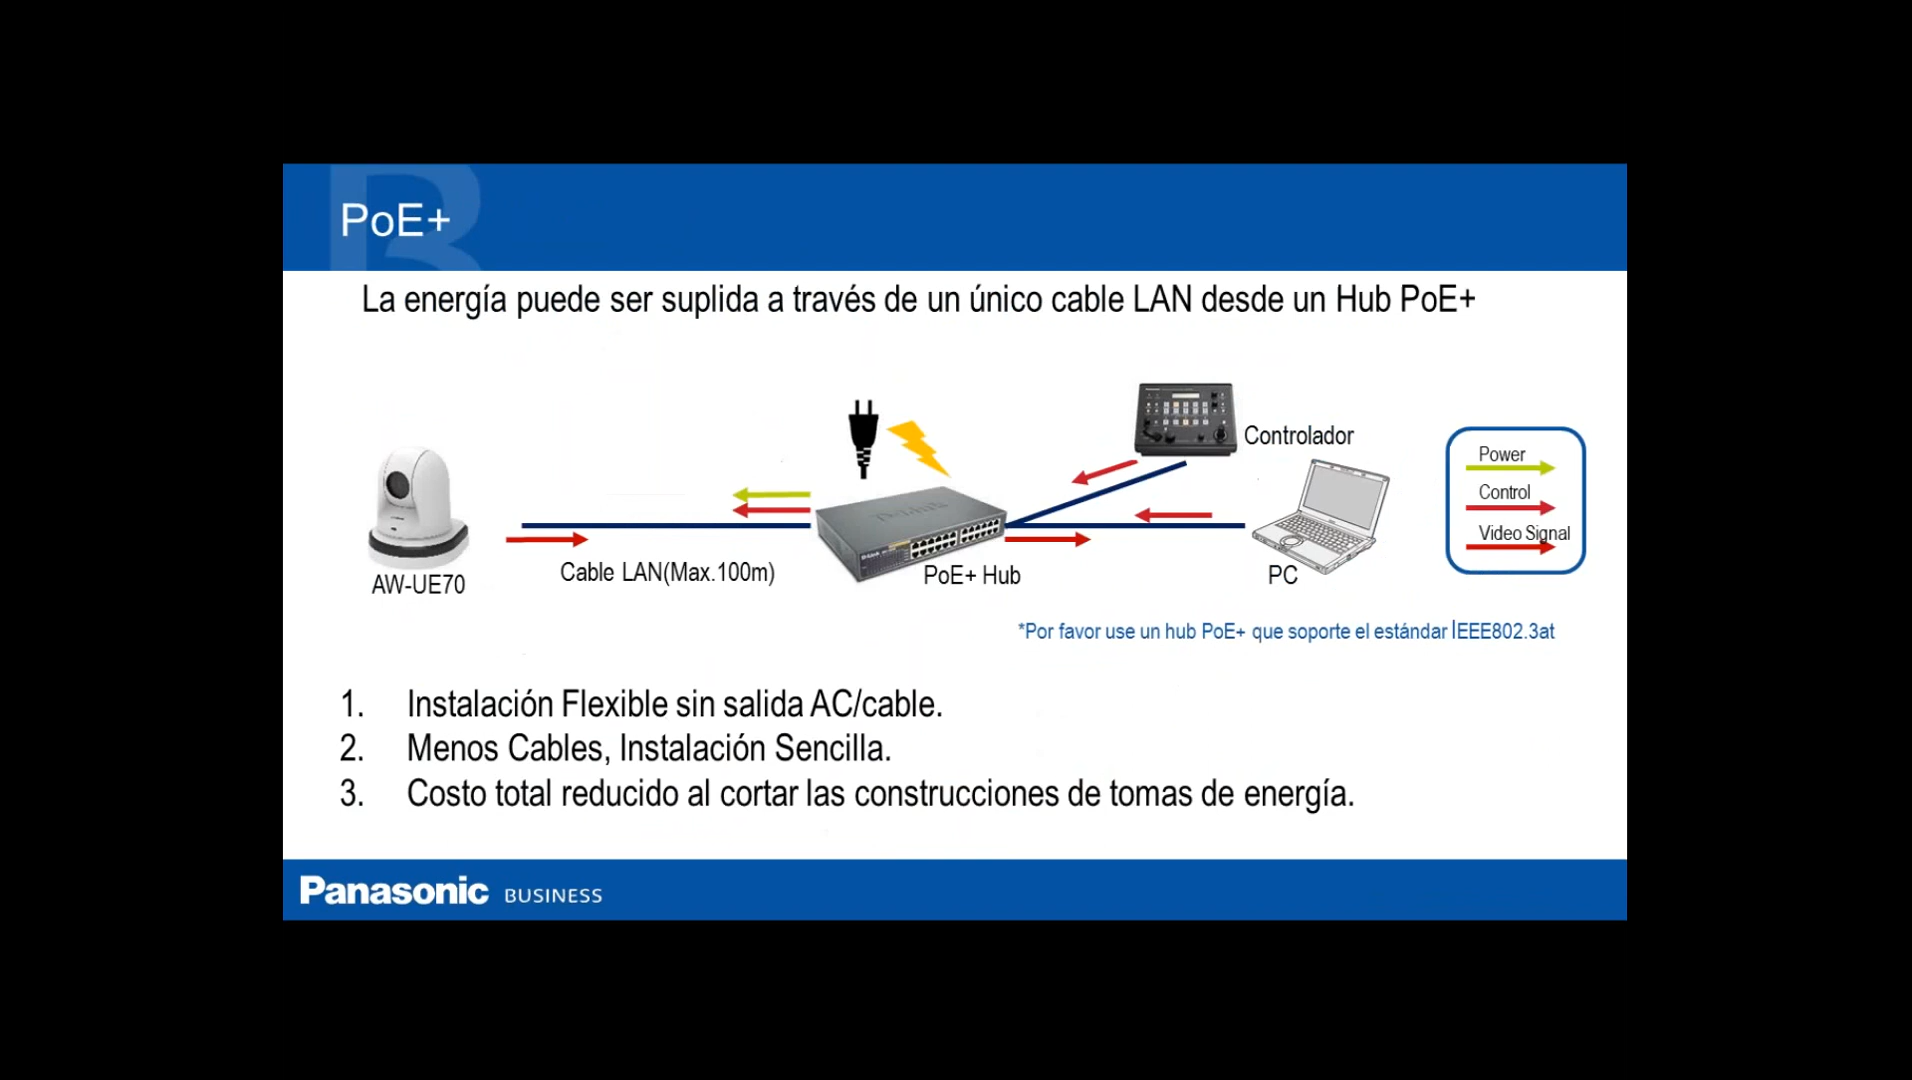 PoE+
La energía puede ser suplida a través de un único cable LAN desde un Hub PoE+
Controlador
Power
Control
Video Signal
Cable LAN(Max.100m)
PoE+ Hub
PC
AW-UE70
*Por favor use un hub PoE+ que soporte el estándar IEEE802.3at
1. Instalación Flexible sin salida AC/cable.
2. Menos Cables, Instalación Sencilla.
3. Costo total reducido al cortar las construcciones de tomas de energía.
Panasonic BUSINESS